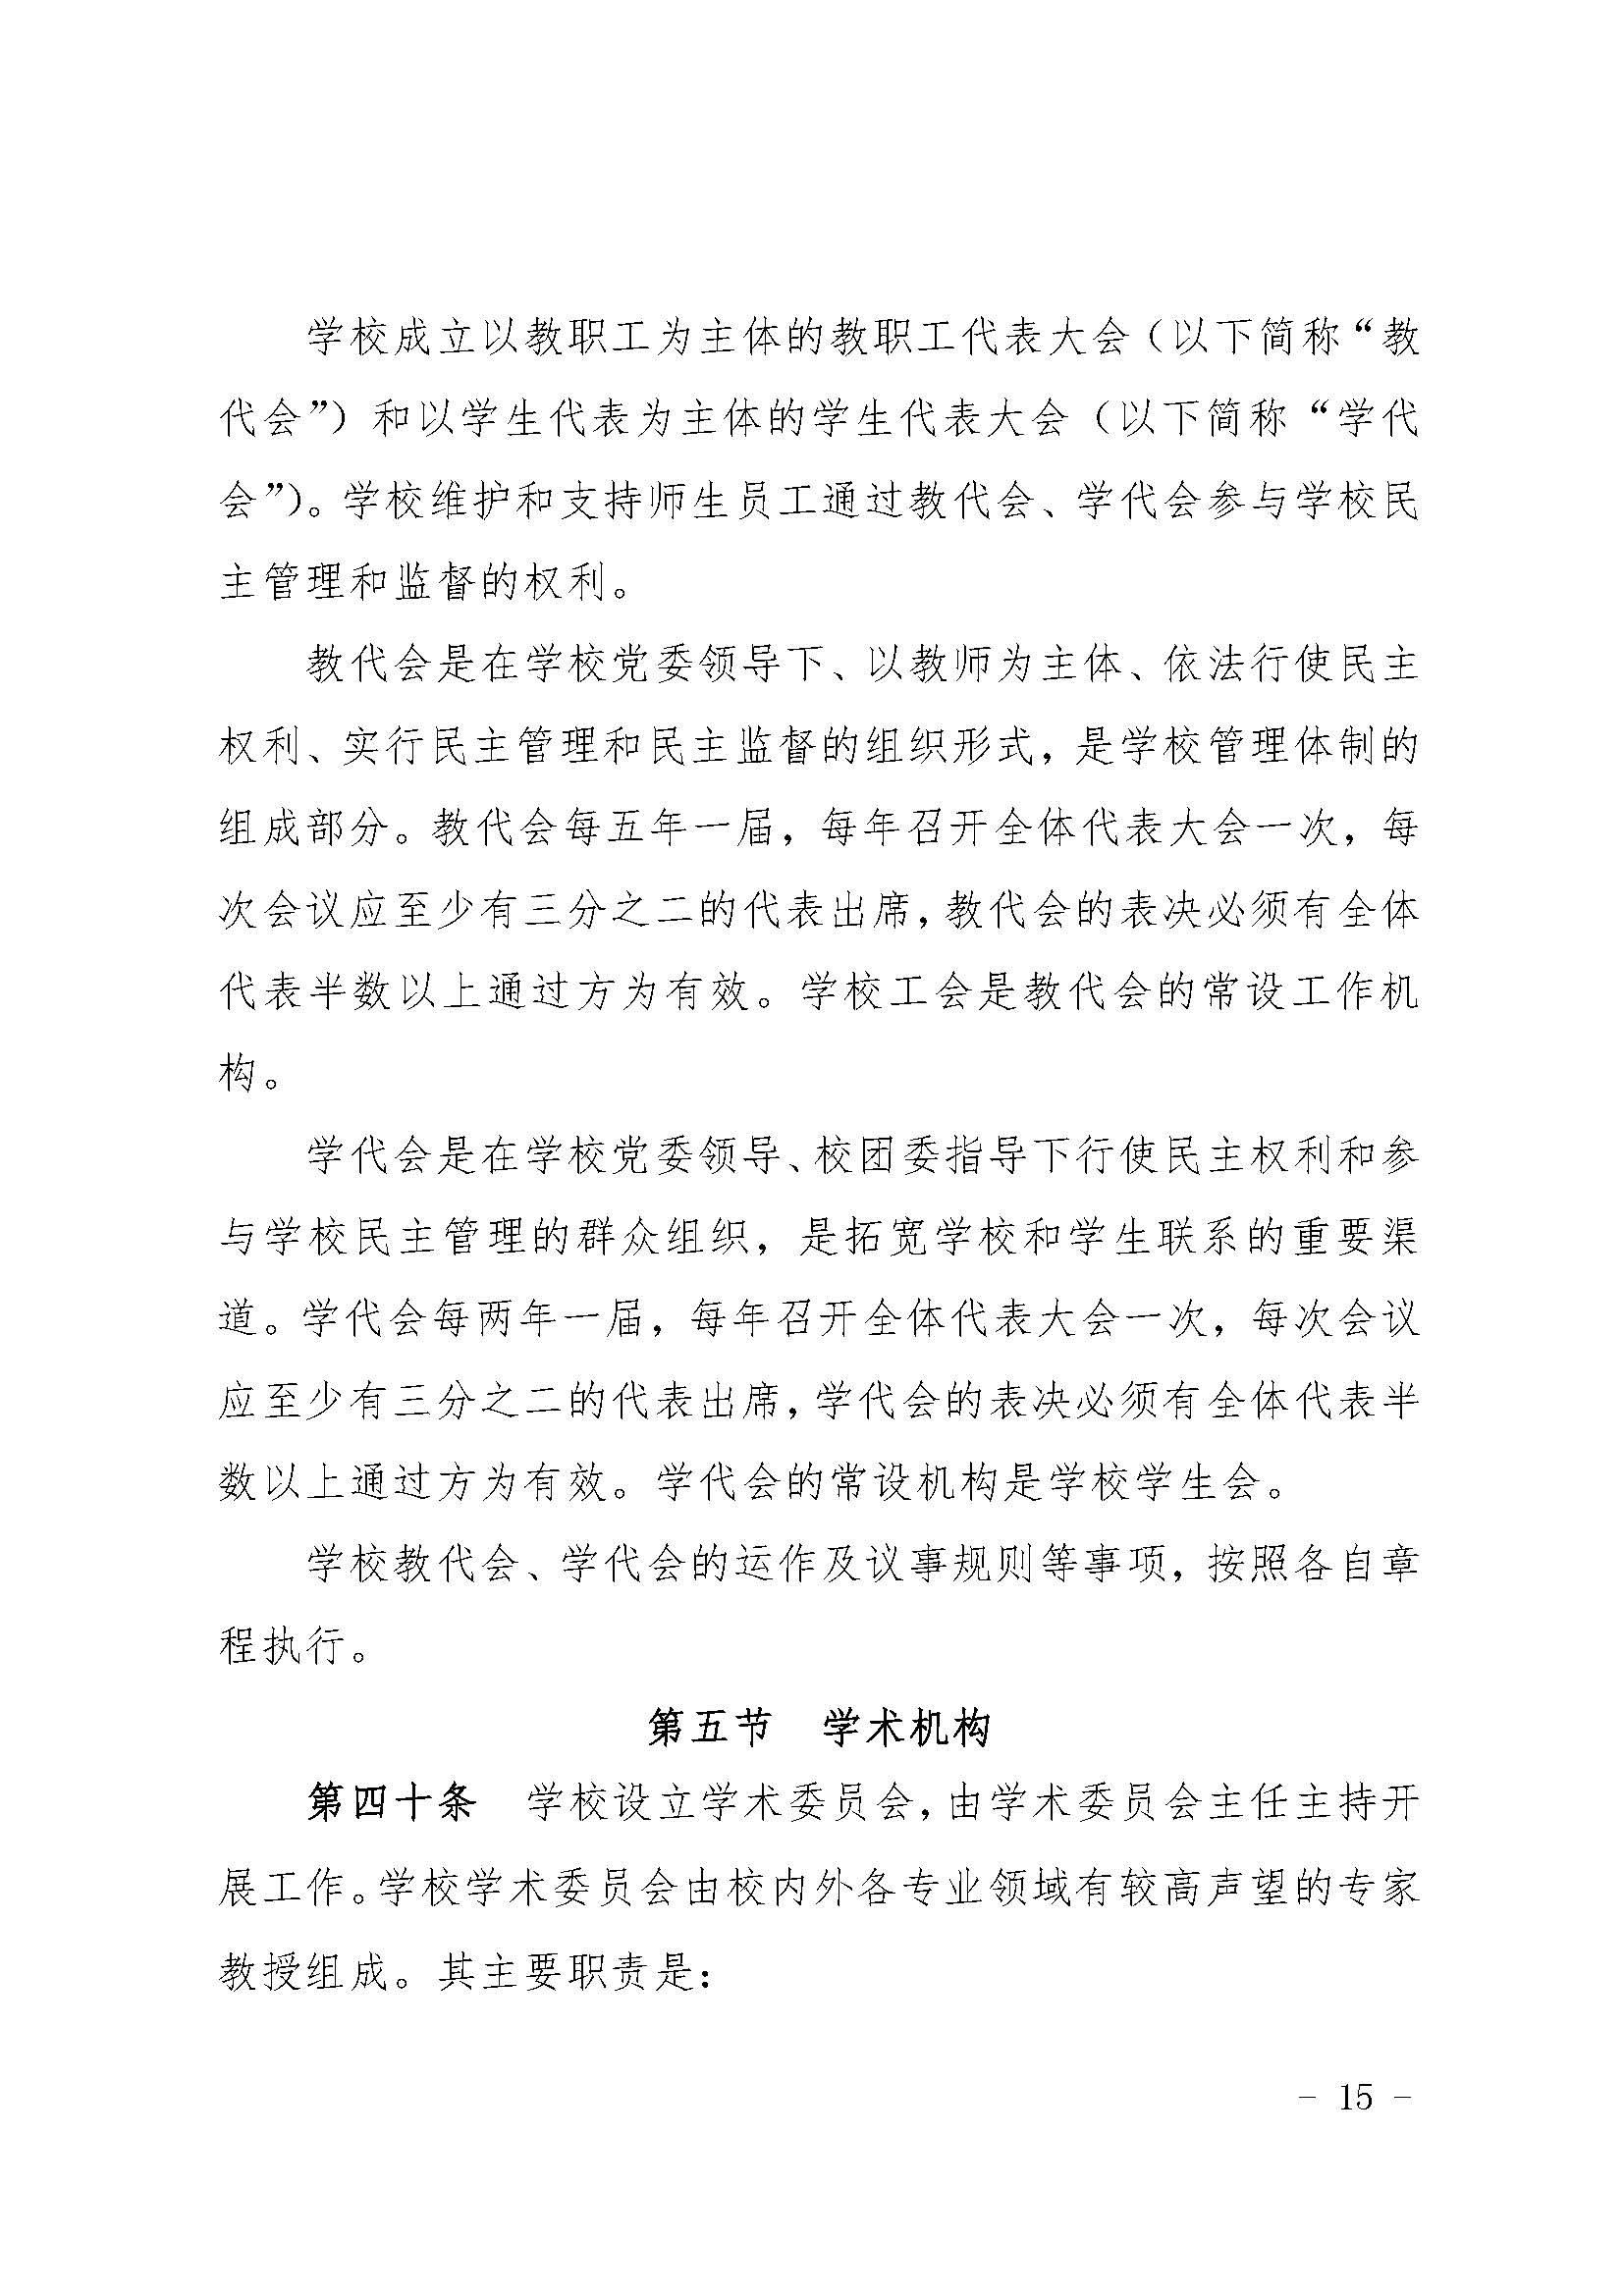 学校成立以教职工为主体的教职工代表大会（以下简称“教
代会”）和以学生代表为主体的学生代表大会（以下简称“学代
会”）。学校维护和支持师生员工通过教代会、学代会参与学校民
主管理和监督的权利。
教代会是在学校党委领导下、以教师为主体、依法行使民主
权利、实行民主管理和民主监督的组织形式，是学校管理体制的
组成部分。教代会每五年一届，每年召开全体代表大会一次，每
次会议应至少有三分之二的代表出席，教代会的表决必须有全体
代表半数以上通过方为有效。学校工会是教代会的常设工作机
构。
学代会是在学校党委领导、校团委指导下行使民主权利和参
与学校民主管理的群众组织，是拓宽学校和学生联系的重要渠
道。学代会每两年一届，每年召开全体代表大会一次，每次会议
应至少有三分之二的代表出席，学代会的表决必须有全体代表半
数以上通过方为有效。学代会的常设机构是学校学生会。
学校教代会、学代会的运作及议事规则等事项，按照各自章
程执行。
第五节　学术机构
第四十条　学校设立学术委员会，由学术委员会主任主持开
展工作。学校学术委员会由校内外各专业领域有较高声望的专家
教授组成。其主要职责是：
- 15 -